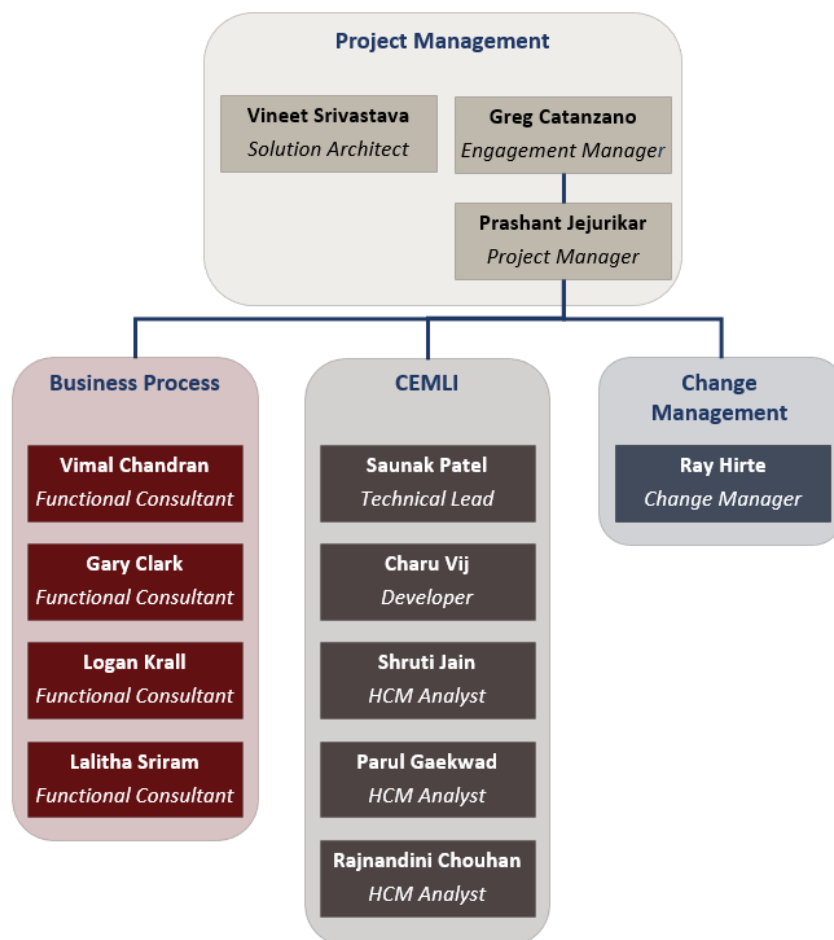 Project Management
Vineet Srivastava
Solution Architect
Greg Catanzano
Engagement Manager
Prashant Jejurikar
Project Manager
Business Process
Vimal Chandran
Functional Consultant
Gary Clark
Functional Consultant
Logan Krall
Functional Consultant
Lalitha Sriram
Functional Consultant
CEMLI
Saunak Patel
Technical Lead
Charu Vij
Developer
Shruti Jain
HCM Analyst
Parul Gaekwad
HCM Analyst
Rajnandini Chouhan
HCM Analyst
Change
Management
Ray Hirte
Change Manager